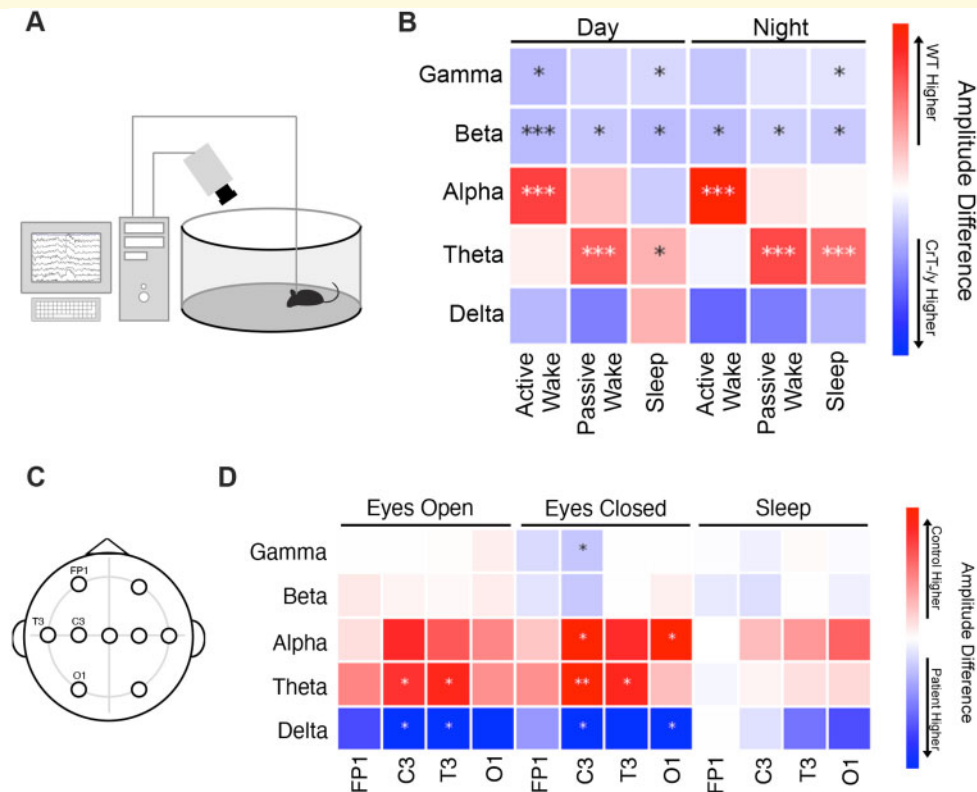 A
B
Day Night
Gamma * * *
Beta *** * * * * *
Alpha *** ***
Theta *** * *** ***
Delta
Active Wake
Passive Wake
Sleep
Active Wake
Passive Wake
Sleep
WT Higher
CrT-/y Higher
Amplitude Difference
C
FP1
T3 C3
O1
D
Eyes Open Eyes Closed Sleep
Gamma *
Beta
Alpha * *
Theta * * ** *
Delta * * * *
FP1 C3 T3 O1 FP1 C3 T3 O1 FP1 C3 T3 O1
Control Higher
Patient Higher
Amplitude Difference